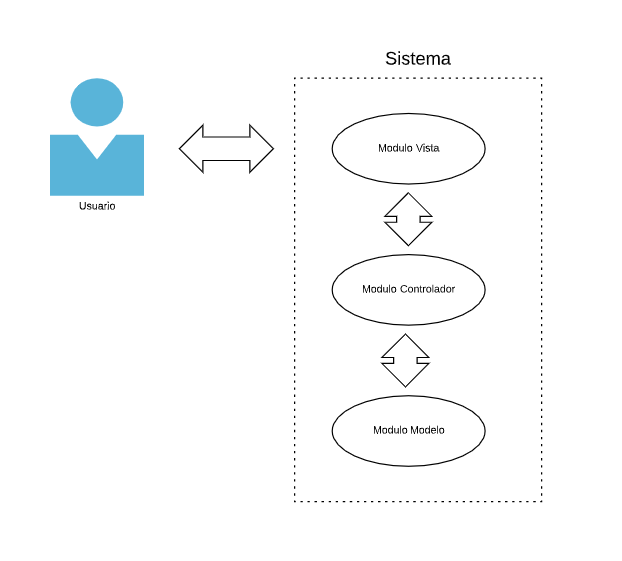 Sistema
Modulo Vista
Usuario
Modulo Controlador
Modulo Modelo